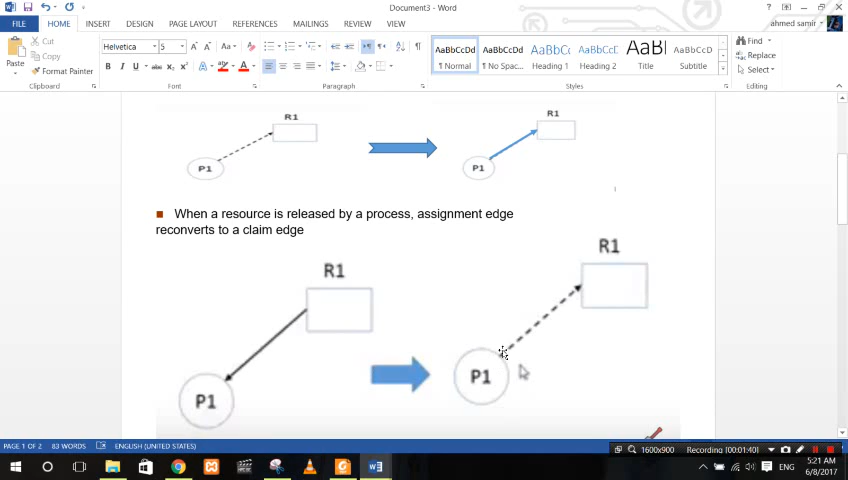 Document3 - Word
FILE HOME INSERT DESIGN PAGE LAYOUT REFERENCES MAILINGS REVIEW VIEW
ahmed samir
Paste
Cut
Copy
Format Painter
Clipboard
Helvetica 5
Font
Paragraph
AaBbCcDd AaBbCcDd AaBbCc AaBbCcD AaBl AaBbCcD
¶ Normal ¶ No Spac... Heading 1 Heading 2 Title Subtitle
Styles
Find
Replace
Select
Editing
R1
P1
R1
P1
When a resource is released by a process, assignment edge
reconverts to a claim edge
R1
P1
R1
P1
PAGE 1 OF 2 83 WORDS ENGLISH (UNITED STATES)
1600x900 Recording [00:01:40]
ENG
5:21 AM
6/8/2017